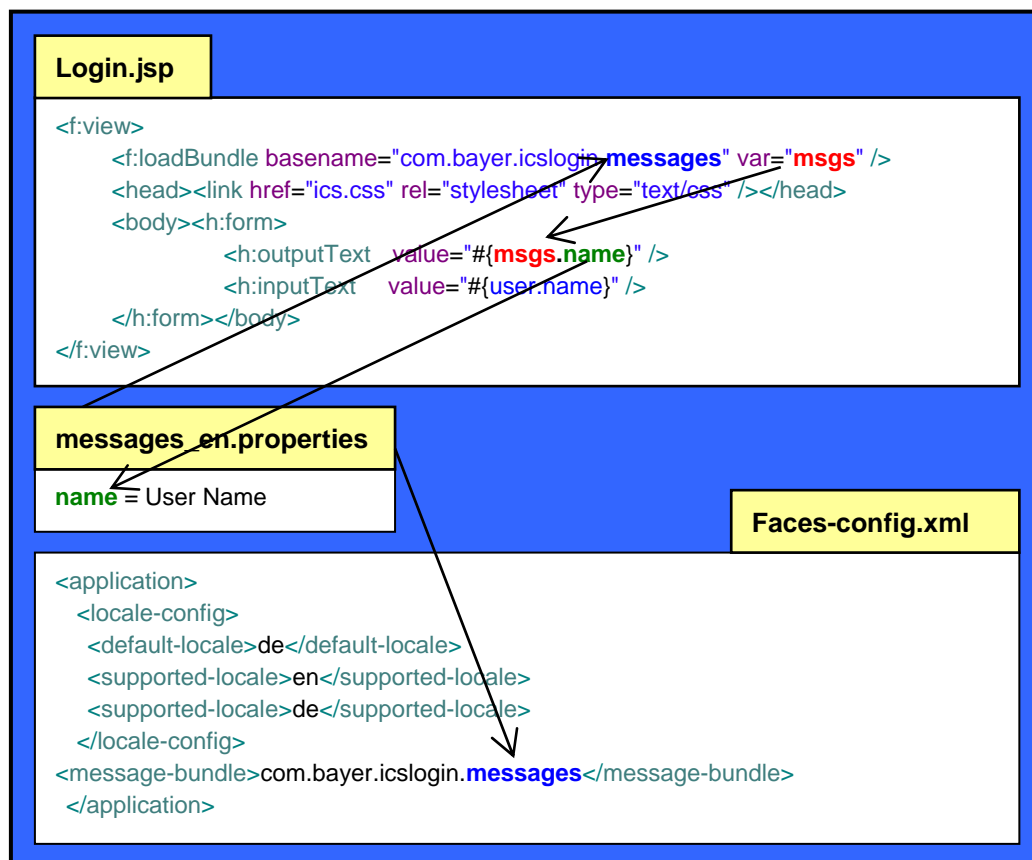 Login.jsp
<f:view>
<f:loadBundle basename="com.bayer.icslogin.messages" var="msgs" />
<head><link href="ics.css" rel="stylesheet" type="text/css" /></head>
<body><h:form>
<h:outputText value="#{msgs.name}" />
<h:inputText value="#{user.name}" />
</h:form></body>
</f:view>
messages_en.properties
name = User Name
Faces-config.xml
<application>
<locale-config>
<default-locale>de</default-locale>
<supported-locale>en</supported-locale>
<supported-locale>de</supported-locale>
</locale-config>
<message-bundle>com.bayer.icslogin.messages</message-bundle>
</application>